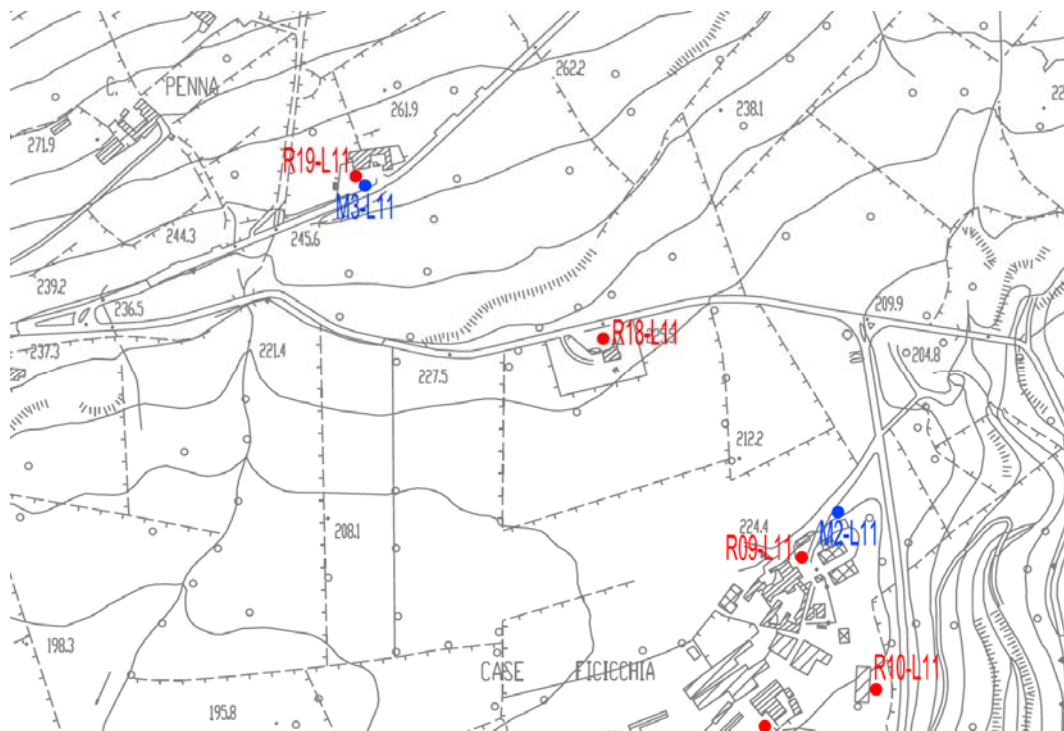 262.2
C. PENNA
261.9
238.1
271.9
R19-L11
M3-L11
244.3
245.6
239.2
236.5
209.9
R18-L11
237.3
221.4
204.8
227.5
212.2
224.4
M2-L11
208.1
R09-L11
198.3
CASE FICICCHIA
R10-L11
195.8